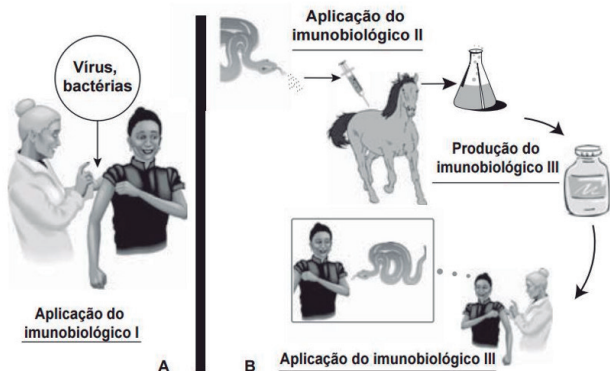 Vírus,
bactérias
Aplicação do
imunobiológico I
A
Aplicação do
imunobiológico II
Produção do
imunobiológico III
B
Aplicação do imunobiológico III